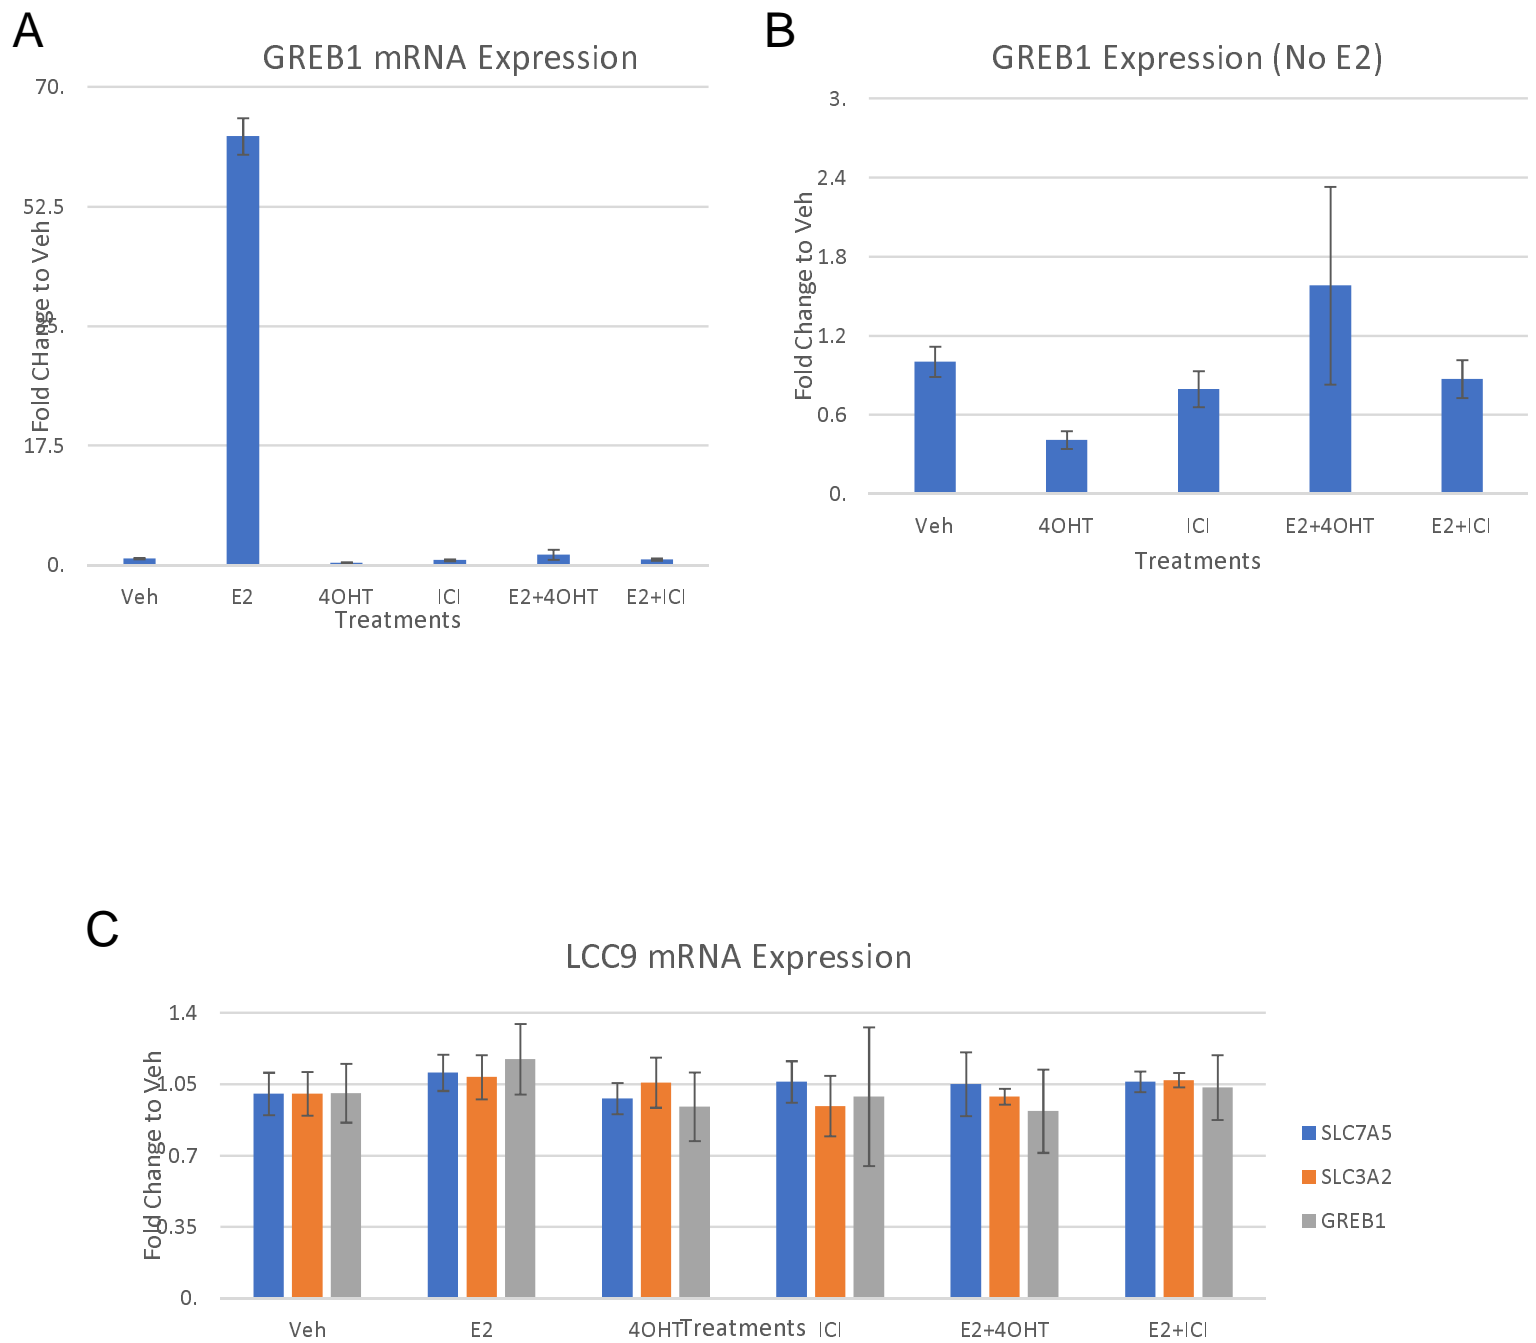 A
GREB1 mRNA Expression
Fold CHange to Veh
70.
52.5
35.
17.5
0.
Veh E2 4OHT ICI E2+4OHT E2+ICI
Treatments
B
GREB1 Expression (No E2)
Fold Change to Veh
3.
2.4
1.8
1.2
0.6
0.
Veh 4OHT ICI E2+4OHT E2+ICI
Treatments
C
LCC9 mRNA Expression
Fold Change to Veh
1.4
1.05
0.7
0.35
0.
Veh E2 4OHT ICI E2+4OHT E2+ICI
Treatments
SLC7A5
SLC3A2
GREB1